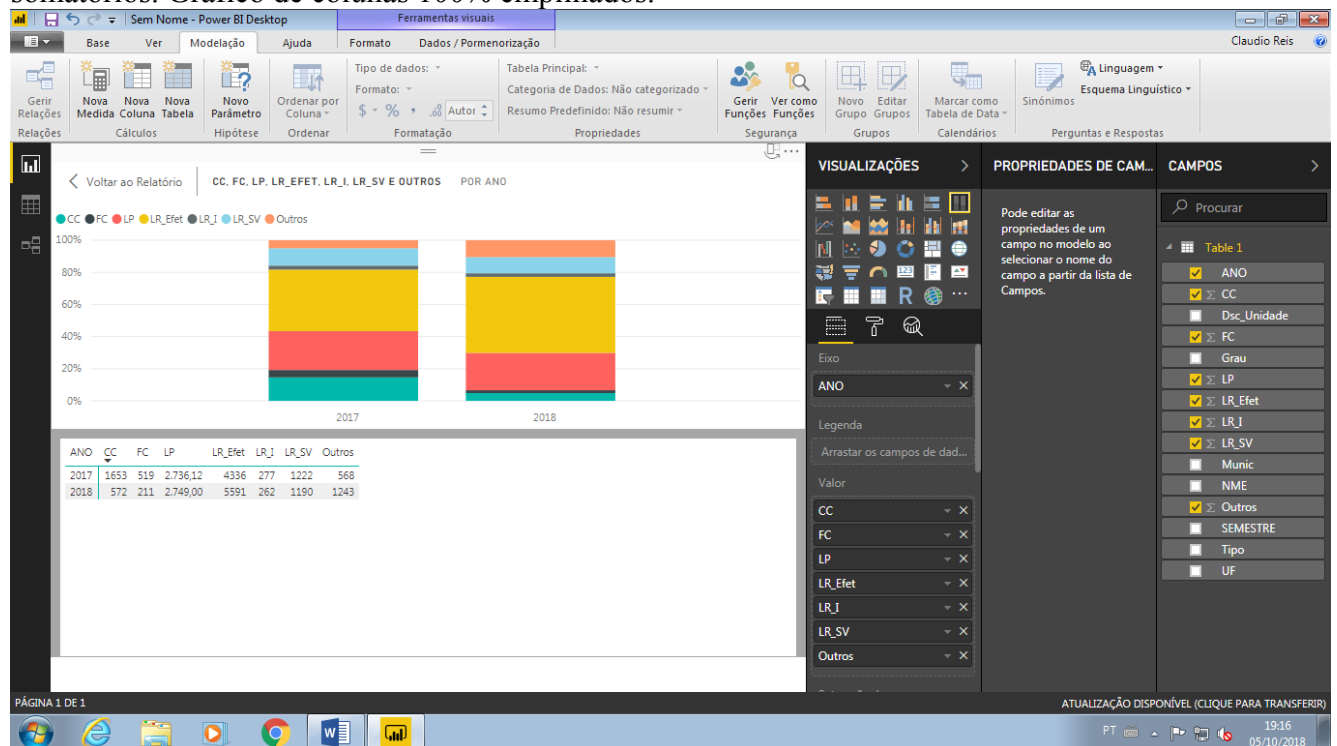 somatórios. Gráfico de colunas 100% empilhados.
Sem Nome - Power BI Desktop
Ferramentas visuais
Base Ver Modelação Ajuda Formato Dados / Pormenorização Claudio Reis
Gerir Relações
Nova Medida
Nova Coluna
Nova Tabela
Novo Parâmetro
Ordenar por Coluna
Tipo de dados:
Formato:
$ % , .00 Autor
Tabela Principal:
Categoria de Dados: Não categorizado
Resumo Predefinido: Não resumir
Gerir Funções
Ver como Funções
Novo Grupo
Editar Grupos
Marcar como Tabela de Data
Sinónimos
Linguagem
Esquema Linguístico
Relações Cálculos Hipótese Ordenar Formatação Propriedades Segurança Grupos Calendários Perguntas e Respostas
Voltar ao Relatório CC, FC, LP, LR_EFET, LR_I, LR_SV E OUTROS POR ANO
CC FC LP LR_Efet LR_I LR_SV Outros
100%
80%
60%
40%
20%
0%
2017 2018
ANO CC FC LP LR_Efet LR_I LR_SV Outros
2017 1653 519 2.736,12 4336 277 1222 568
2018 572 211 2.749,00 5591 262 1190 1243
VISUALIZAÇÕES
123
R
Eixo
ANO
Legenda
Arrastar os campos de dad...
Valor
CC
FC
LP
LR_Efet
LR_I
LR_SV
Outros
PROPRIEDADES DE CAM...
Pode editar as
propriedades de um
campo no modelo ao
selecionar o nome do
campo a partir da lista de
Campos.
CAMPOS
Procurar
Table 1
ANO
CC
Dsc_Unidade
FC
Grau
LP
LR_Efet
LR_I
LR_SV
Munic
NME
Outros
SEMESTRE
Tipo
UF
PÁGINA 1 DE 1
ATUALIZAÇÃO DISPONÍVEL (CLIQUE PARA TRANSFERIR)
PT
19:16
05/10/2018